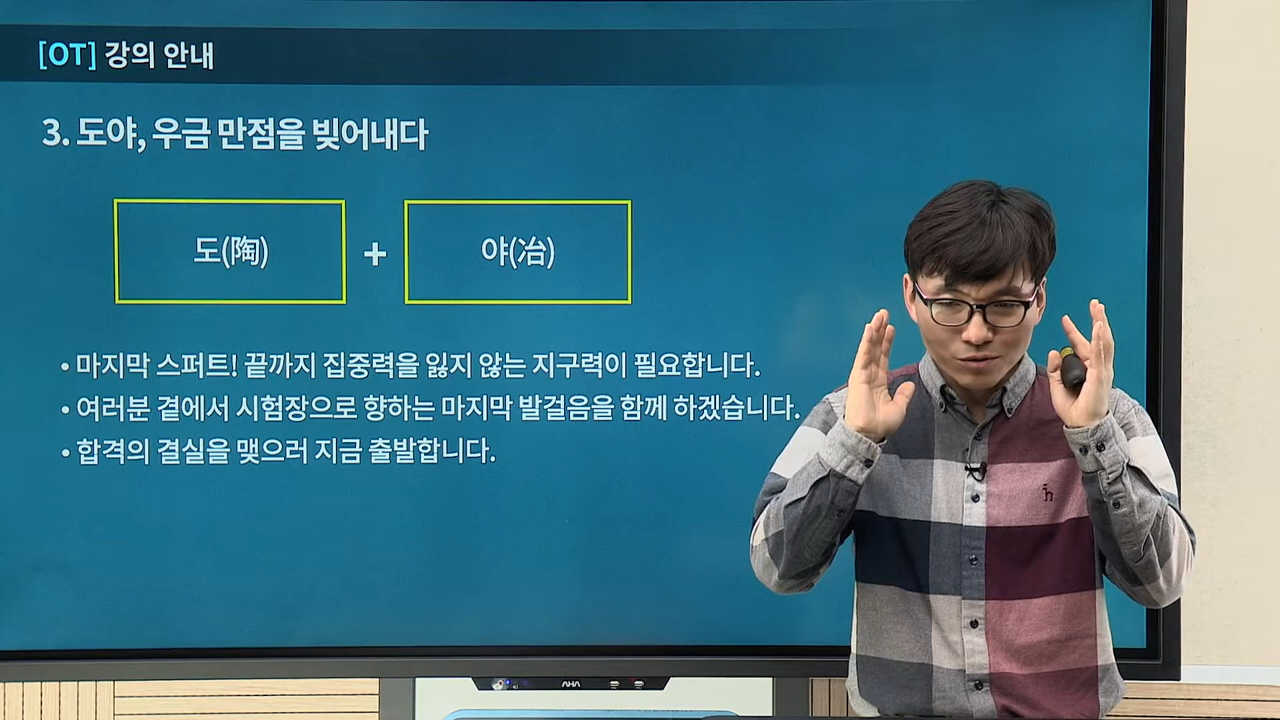 [OT] 강의 안내
3. 도야, 우금 만점을 빚어내다
도(陶) + 야(冶)
• 마지막 스퍼트! 끝까지 집중력을 잃지 않는 지구력이 필요합니다.
• 여러분 곁에서 시험장으로 향하는 마지막 발걸음을 함께 하겠습니다.
• 합격의 결실을 맺으러 지금 출발합니다.
AHA